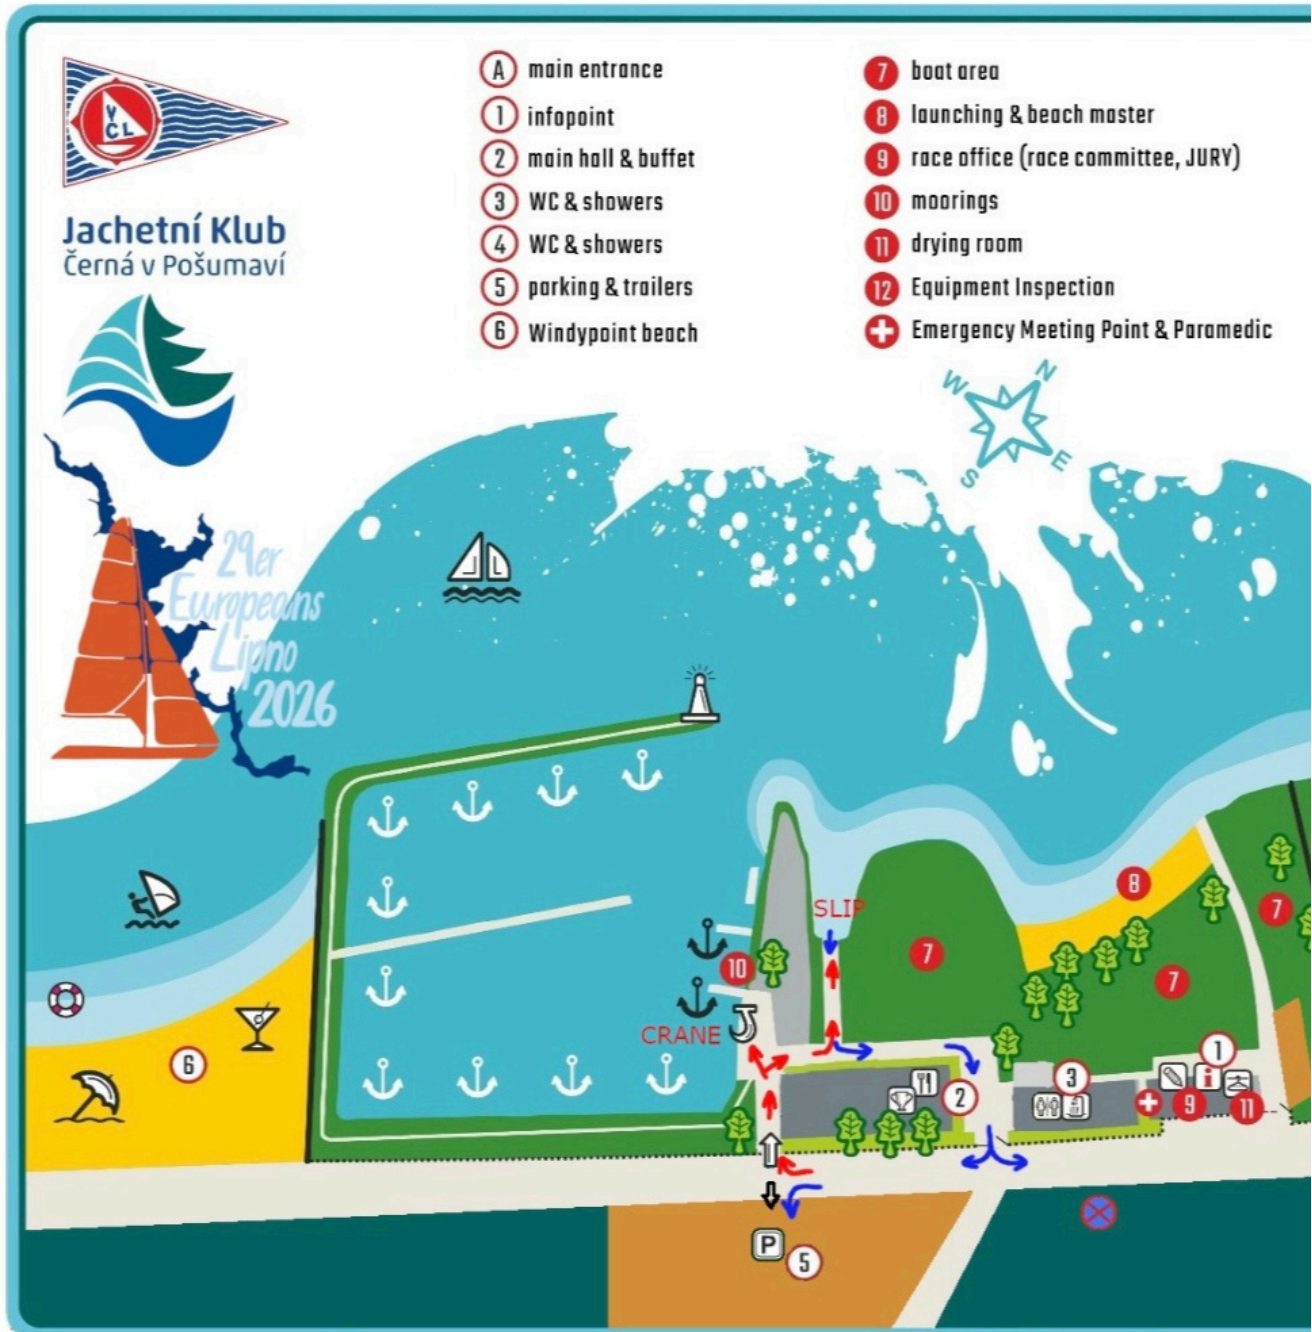 VCL
Jachetní Klub
Černá v Pošumaví
29er
Europeans
Lipno
2026
A main entrance
1 infopoint
2 main hall & buffet
3 WC & showers
4 WC & showers
5 parking & trailers
6 Windypoint beach
7 boat area
8 launching & beach master
9 race office (race committee, JURY)
10 moorings
11 drying room
12 Equipment Inspection
Emergency Meeting Point & Paramedic
N
W
E
S
8
7
SLIP
7
10
7
CRANE
6
1
3
2
9
11
P
5